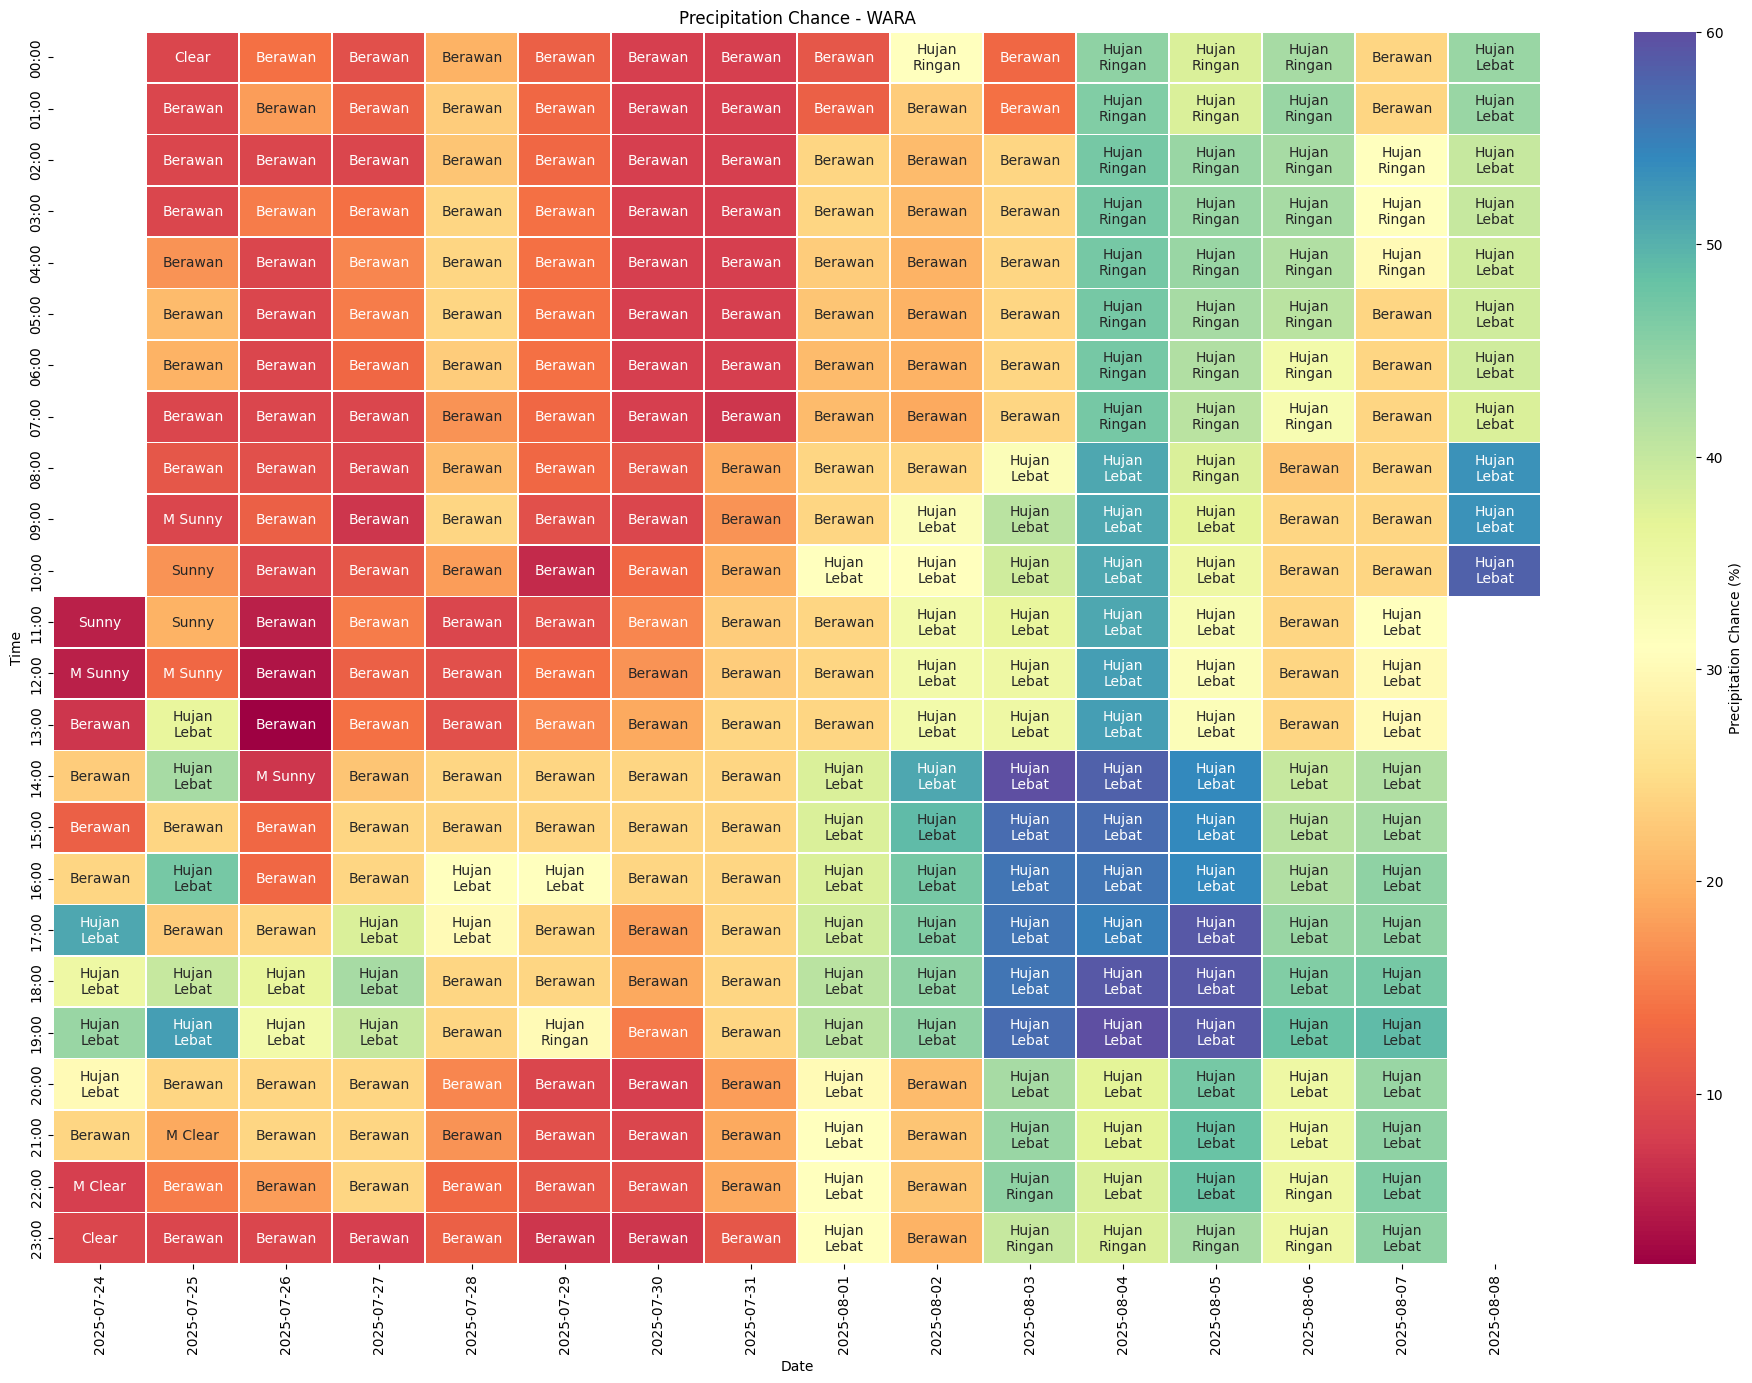 Precipitation Chance - WARA
00:00 Clear Berawan Berawan Berawan Berawan Berawan Berawan Berawan Hujan Ringan Berawan Hujan Ringan Hujan Ringan Hujan Ringan Berawan Hujan Lebat
01:00 Berawan Berawan Berawan Berawan Berawan Berawan Berawan Berawan Berawan Berawan Hujan Ringan Hujan Ringan Hujan Ringan Berawan Hujan Lebat
02:00 Berawan Berawan Berawan Berawan Berawan Berawan Berawan Berawan Berawan Berawan Hujan Ringan Hujan Ringan Hujan Ringan Hujan Ringan Hujan Lebat
03:00 Berawan Berawan Berawan Berawan Berawan Berawan Berawan Berawan Berawan Berawan Hujan Ringan Hujan Ringan Hujan Ringan Hujan Ringan Hujan Lebat
04:00 Berawan Berawan Berawan Berawan Berawan Berawan Berawan Berawan Berawan Berawan Hujan Ringan Hujan Ringan Hujan Ringan Hujan Ringan Hujan Lebat
05:00 Berawan Berawan Berawan Berawan Berawan Berawan Berawan Berawan Berawan Berawan Hujan Ringan Hujan Ringan Hujan Ringan Berawan Hujan Lebat
06:00 Berawan Berawan Berawan Berawan Berawan Berawan Berawan Berawan Berawan Berawan Hujan Ringan Hujan Ringan Hujan Ringan Berawan Hujan Lebat
07:00 Berawan Berawan Berawan Berawan Berawan Berawan Berawan Berawan Berawan Berawan Hujan Ringan Hujan Ringan Hujan Ringan Berawan Hujan Lebat
08:00 Berawan Berawan Berawan Berawan Berawan Berawan Berawan Berawan Berawan Hujan Lebat Hujan Lebat Hujan Ringan Berawan Berawan Hujan Lebat
09:00 M Sunny Berawan Berawan Berawan Berawan Berawan Berawan Berawan Hujan Lebat Hujan Lebat Hujan Lebat Hujan Lebat Berawan Berawan Hujan Lebat
10:00 Sunny Berawan Berawan Berawan Berawan Berawan Berawan Hujan Lebat Hujan Lebat Hujan Lebat Hujan Lebat Hujan Lebat Berawan Berawan Hujan Lebat
11:00 Sunny Sunny Berawan Berawan Berawan Berawan Berawan Berawan Berawan Hujan Lebat Hujan Lebat Hujan Lebat Hujan Lebat Berawan Hujan Lebat
12:00 M Sunny M Sunny Berawan Berawan Berawan Berawan Berawan Berawan Berawan Hujan Lebat Hujan Lebat Hujan Lebat Hujan Lebat Berawan Hujan Lebat
13:00 Berawan Hujan Lebat Berawan Berawan Berawan Berawan Berawan Berawan Berawan Hujan Lebat Hujan Lebat Hujan Lebat Hujan Lebat Berawan Hujan Lebat
14:00 Berawan Hujan Lebat M Sunny Berawan Berawan Berawan Berawan Berawan Hujan Lebat Hujan Lebat Hujan Lebat Hujan Lebat Hujan Lebat Hujan Lebat Hujan Lebat
15:00 Berawan Berawan Berawan Berawan Berawan Berawan Berawan Berawan Hujan Lebat Hujan Lebat Hujan Lebat Hujan Lebat Hujan Lebat Hujan Lebat Hujan Lebat
16:00 Berawan Hujan Lebat Berawan Berawan Hujan Lebat Hujan Lebat Berawan Berawan Hujan Lebat Hujan Lebat Hujan Lebat Hujan Lebat Hujan Lebat Hujan Lebat Hujan Lebat
17:00 Hujan Lebat Berawan Berawan Hujan Lebat Hujan Lebat Berawan Berawan Berawan Hujan Lebat Hujan Lebat Hujan Lebat Hujan Lebat Hujan Lebat Hujan Lebat Hujan Lebat
18:00 Hujan Lebat Hujan Lebat Hujan Lebat Hujan Lebat Berawan Berawan Berawan Berawan Hujan Lebat Hujan Lebat Hujan Lebat Hujan Lebat Hujan Lebat Hujan Lebat Hujan Lebat
19:00 Hujan Lebat Hujan Lebat Hujan Lebat Hujan Lebat Berawan Hujan Ringan Berawan Berawan Hujan Lebat Hujan Lebat Hujan Lebat Hujan Lebat Hujan Lebat Hujan Lebat Hujan Lebat
20:00 Hujan Lebat Berawan Berawan Berawan Berawan Berawan Berawan Berawan Hujan Lebat Berawan Hujan Lebat Hujan Lebat Hujan Lebat Hujan Lebat Hujan Lebat
21:00 Berawan M Clear Berawan Berawan Berawan Berawan Berawan Berawan Hujan Lebat Berawan Hujan Lebat Hujan Lebat Hujan Lebat Hujan Lebat Hujan Lebat
22:00 M Clear Berawan Berawan Berawan Berawan Berawan Berawan Berawan Hujan Lebat Berawan Hujan Ringan Hujan Lebat Hujan Lebat Hujan Ringan Hujan Lebat
23:00 Clear Berawan Berawan Berawan Berawan Berawan Berawan Berawan Hujan Lebat Berawan Hujan Ringan Hujan Ringan Hujan Ringan Hujan Ringan Hujan Lebat
Time
2025-07-24 2025-07-25 2025-07-26 2025-07-27 2025-07-28 2025-07-29 2025-07-30 2025-07-31 2025-08-01 2025-08-02 2025-08-03 2025-08-04 2025-08-05 2025-08-06 2025-08-07 2025-08-08
Date
60
50
40
30
20
10
Precipitation Chance (%)